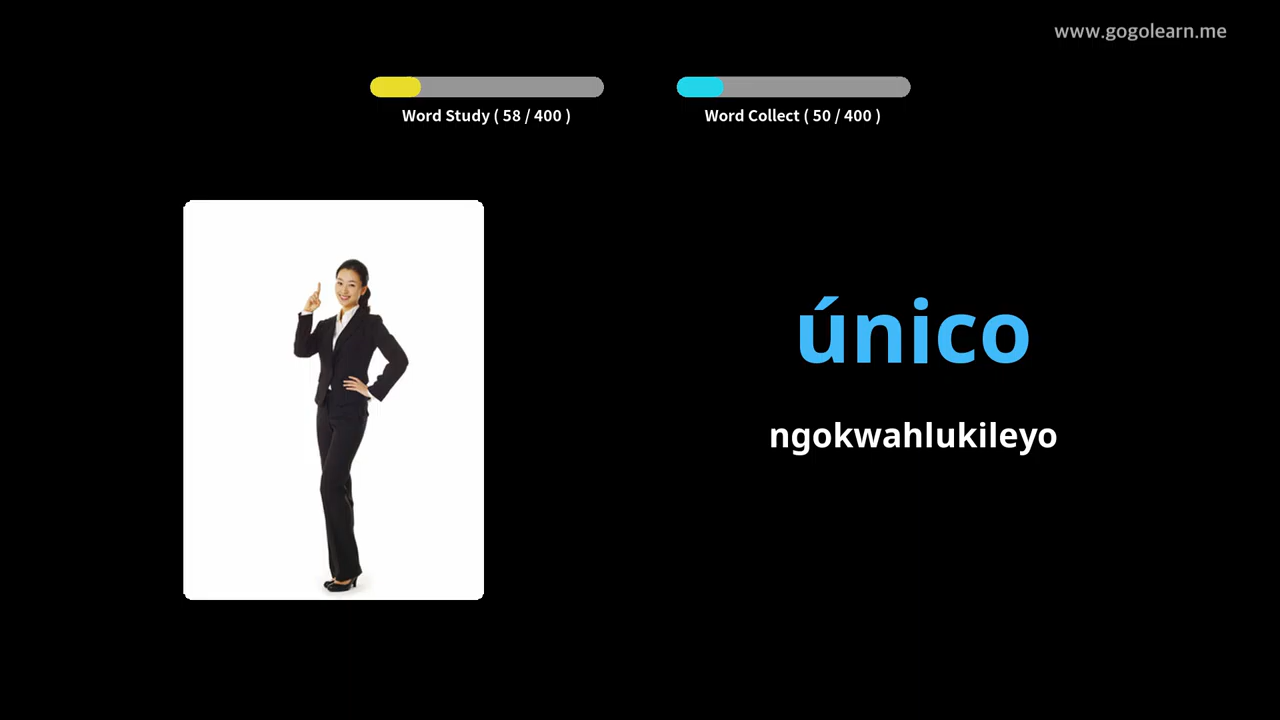 www.gogolearn.me
Word Study ( 58 / 400 )
Word Collect ( 50 / 400 )
único
ngokwahlukileyo